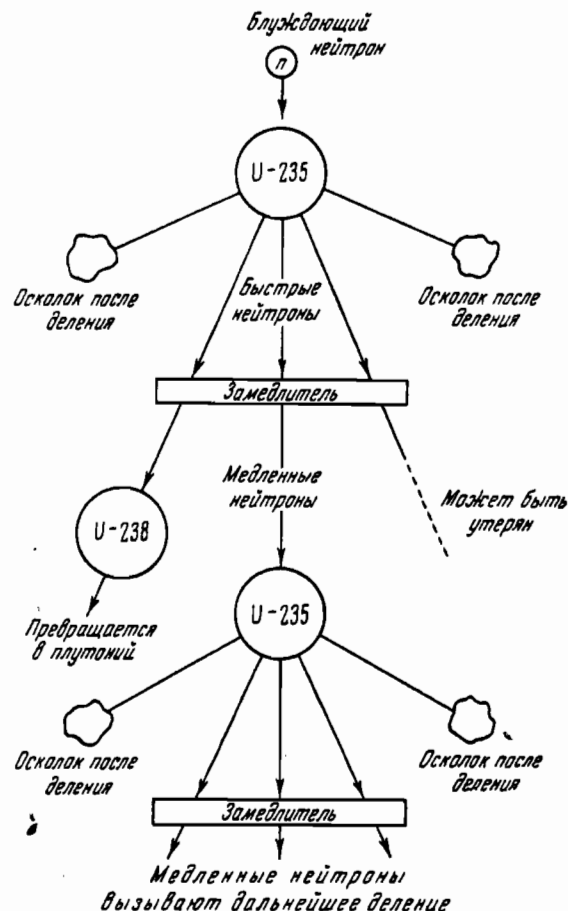 Блуждающий
нейтрон
n
U-235
Осколок после
деления
Быстрые
нейтроны
Осколок после
деления
Замедлитель
Медленные
нейтроны
Может быть
утерян
U-238
U-235
Превращается
в плутоний
Осколок после
деления
Осколок после
деления
Замедлитель
Медленные нейтроны
вызывают дальнейшее деление